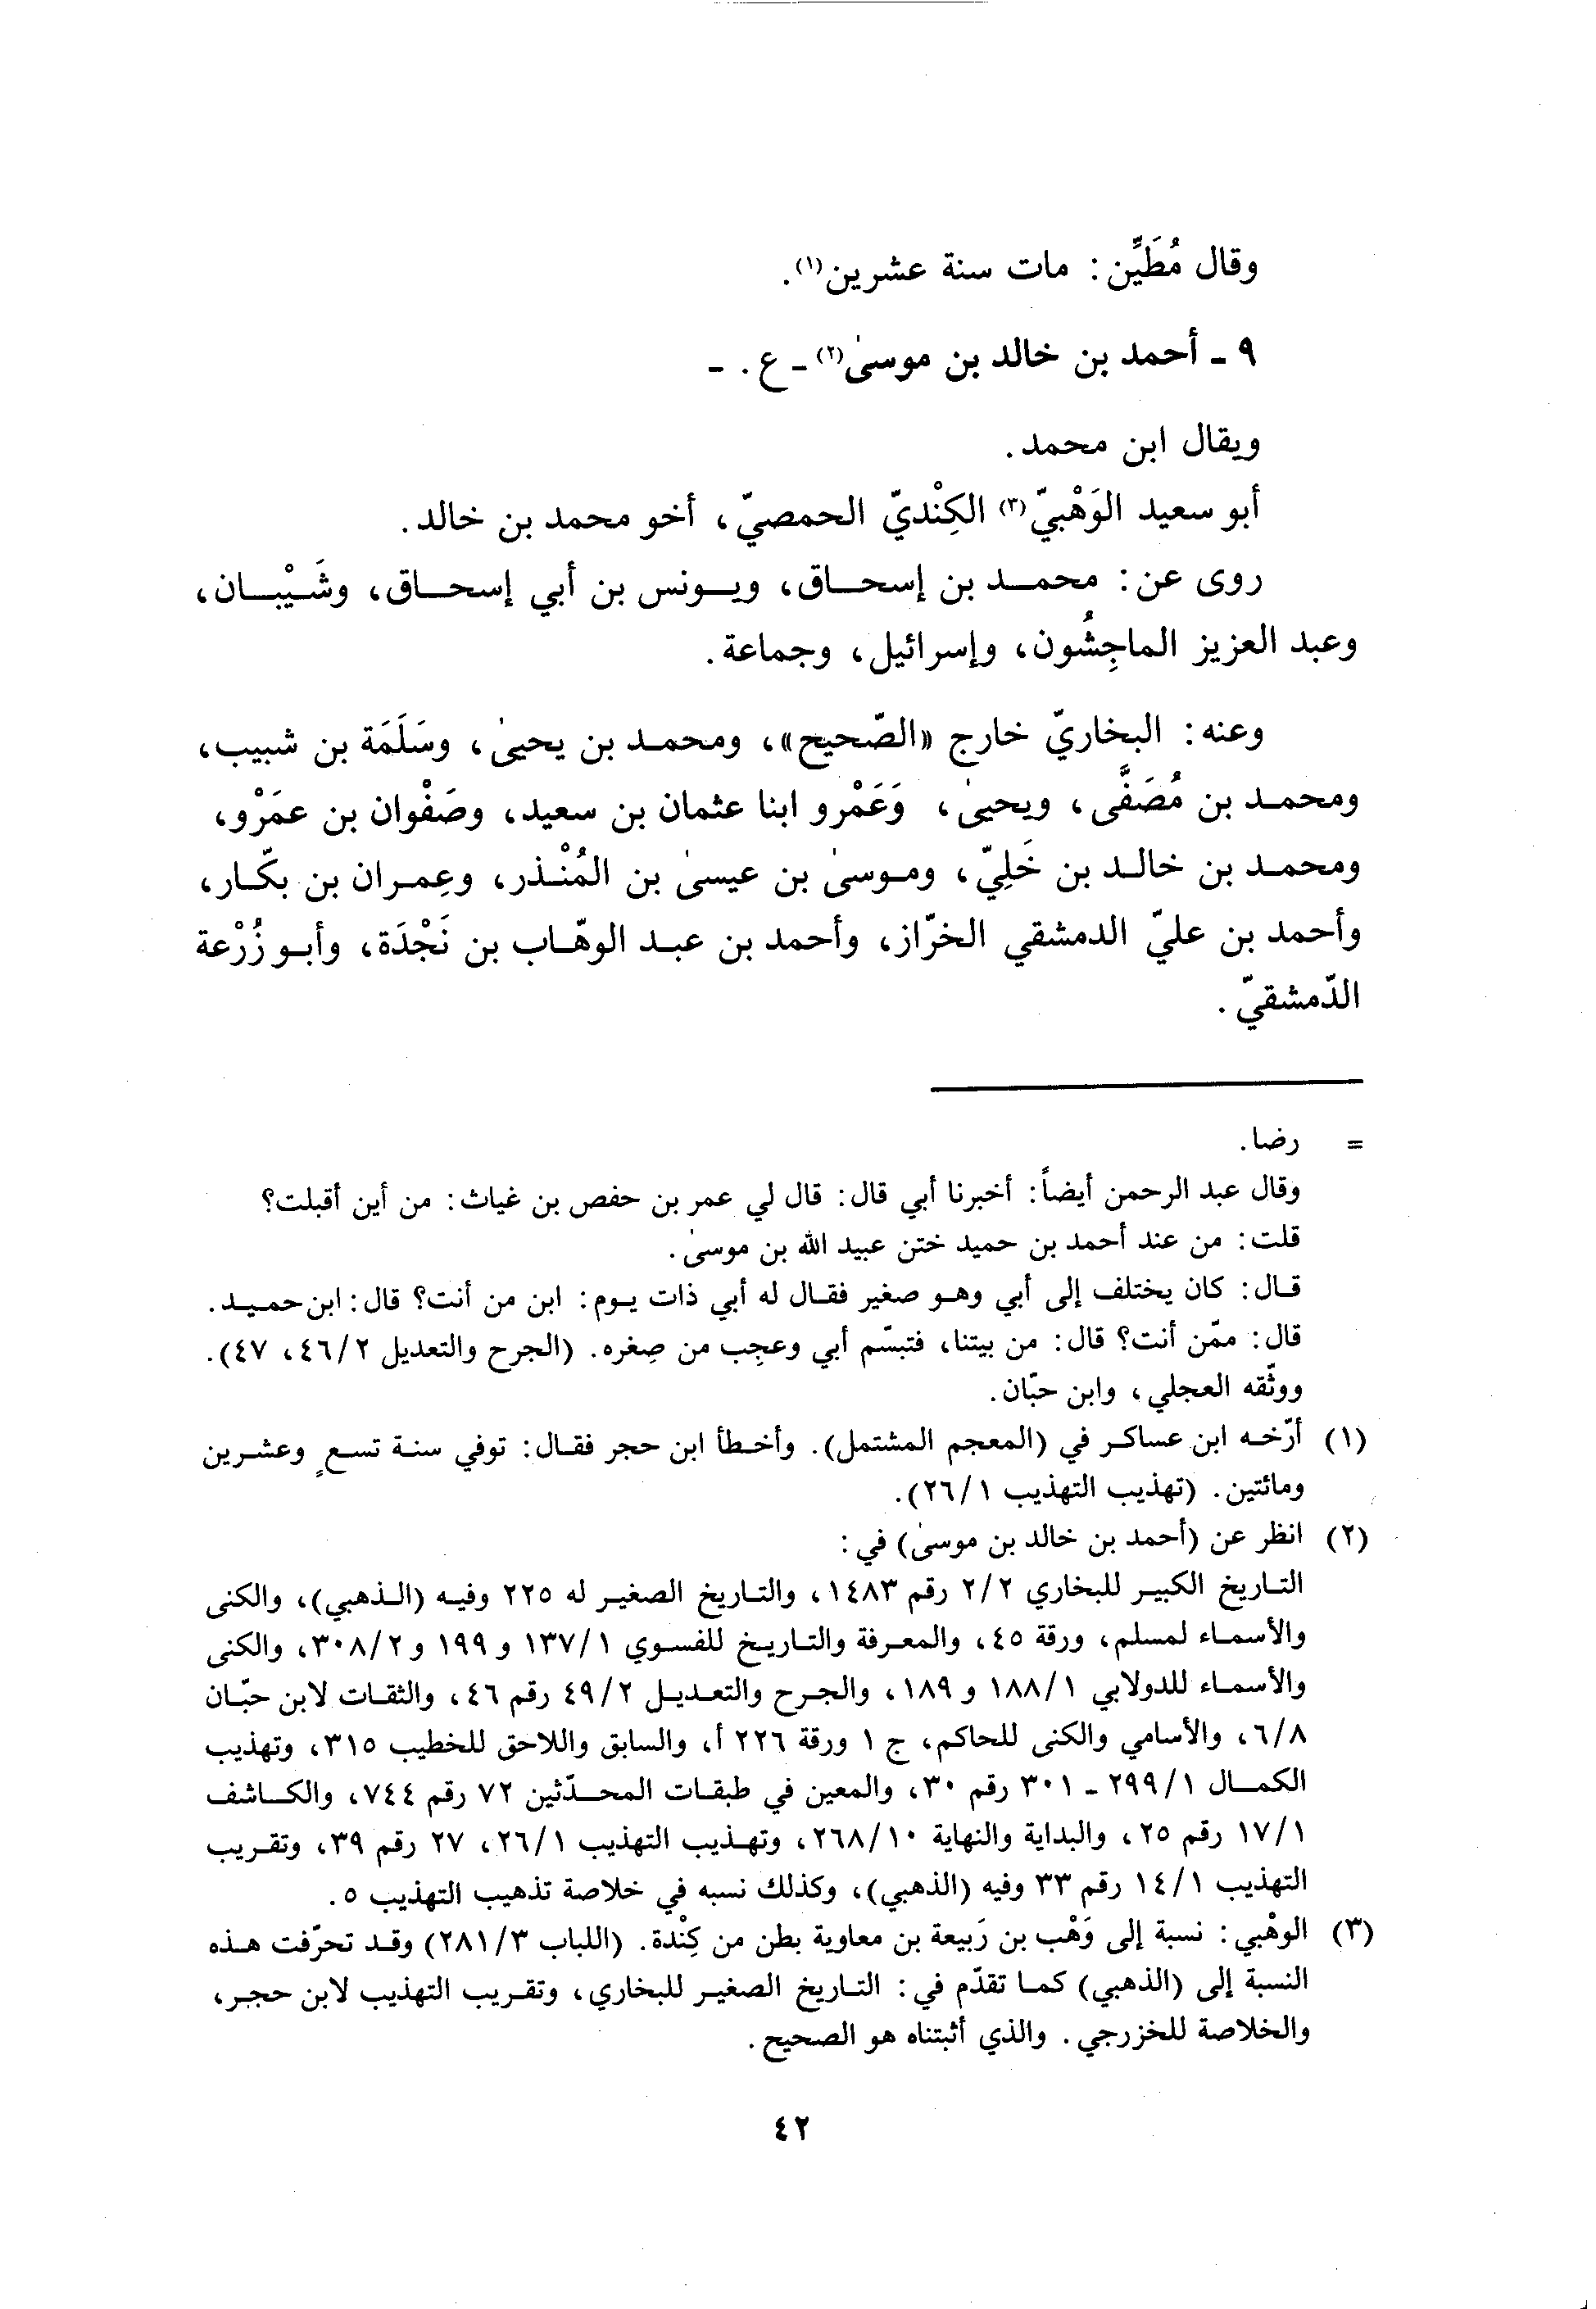 وقال مُطَيِّن: مات سنة عشرين(١).
٩ ـ أحمد بن خالد بن موسىٰ(٢) ـ ع. ـ
ويقال ابن محمد.
أبو سعيد الوَهْبيّ(٣) الكِنْديّ الحمصيّ، أخو محمد بن خالد.
روى عن: محمد بن إسحاق، ويونس بن أبي إسحاق، وشَيْبان،
وعبد العزيز الماجِشُون، وإسرائيل، وجماعة.
وعنه: البخاريّ خارج «الصّحيح»، ومحمد بن يحيىٰ، وسَلَمَة بن شبيب،
ومحمد بن مُصَفَّى، ويحيىٰ، وَعَمْرو ابنا عثمان بن سعيد، وصَفْوان بن عمَرْو،
ومحمد بن خالد بن خَلِيّ، وموسىٰ بن عيسىٰ بن المُنْذر، وعِمران بن بكّار،
وأحمد بن عليّ الدمشقي الخرّاز، وأحمد بن عبد الوهّاب بن نَجْدَة، وأبو زُرْعة
الدّمشقيّ.
= رضا.
وقال عبد الرحمن أيضاً: أخبرنا أبي قال: قال لي عمر بن حفص بن غياث: من أين أقبلت؟
قلت: من عند أحمد بن حميد ختن عبيد الله بن موسىٰ.
قال: كان يختلف إلى أبي وهو صغير فقال له أبي ذات يوم: ابن من أنت؟ قال: ابن حميد.
قال: ممّن أنت؟ قال: من بيتنا، فتبسّم أبي وعجِب من صِغره. (الجرح والتعديل ٤٦/٢، ٤٧).
ووثّقه العجلي، وابن حبّان.
(١) أرّخه ابن عساكر في (المعجم المشتمل). وأخطأ ابن حجر فقال: توفي سنة تسعٍ وعشرين
ومائتين. (تهذيب التهذيب ٢٦/١).
(٢) انظر عن (أحمد بن خالد بن موسىٰ) في:
التاريخ الكبير للبخاري ٢/٢ رقم ١٤٨٣، والتاريخ الصغير له ٢٢٥ وفيه (الذهبي)، والكنى
والأسماء لمسلم، ورقة ٤٥، والمعرفة والتاريخ للفسوي ١٣٧/١ و ١٩٩ و ٣٠٨/٢، والكنى
والأسماء للدولابي ١٨٨/١ و ١٨٩، والجرح والتعديل ٤٩/٢ رقم ٤٦، والثقات لابن حبّان
٦/٨، والأسامي والكنى للحاكم، ج ١ ورقة ٢٢٦ أ، والسابق واللاحق للخطيب ٣١٥، وتهذيب
الكمال ٢٩٩/١ ـ ٣٠١ رقم ٣٠، والمعين في طبقات المحدّثين ٧٢ رقم ٧٤٤، والكاشف
١٧/١ رقم ٢٥، والبداية والنهاية ٢٦٨/١٠، وتهذيب التهذيب ٢٦/١، ٢٧ رقم ٣٩، وتقريب
التهذيب ١٤/١ رقم ٣٣ وفيه (الذهبي)، وكذلك نسبه في خلاصة تذهيب التهذيب ٥.
(٣) الوهْبي: نسبة إلى وَهْب بن رَبيعة بن معاوية بطن من كِنْدة. (اللباب ٢٨١/٣) وقد تحرّفت هذه
النسبة إلى (الذهبي) كما تقدّم في: التاريخ الصغير للبخاري، وتقريب التهذيب لابن حجر،
والخلاصة للخزرجي. والذي أثبتناه هو الصحيح.
٤٢